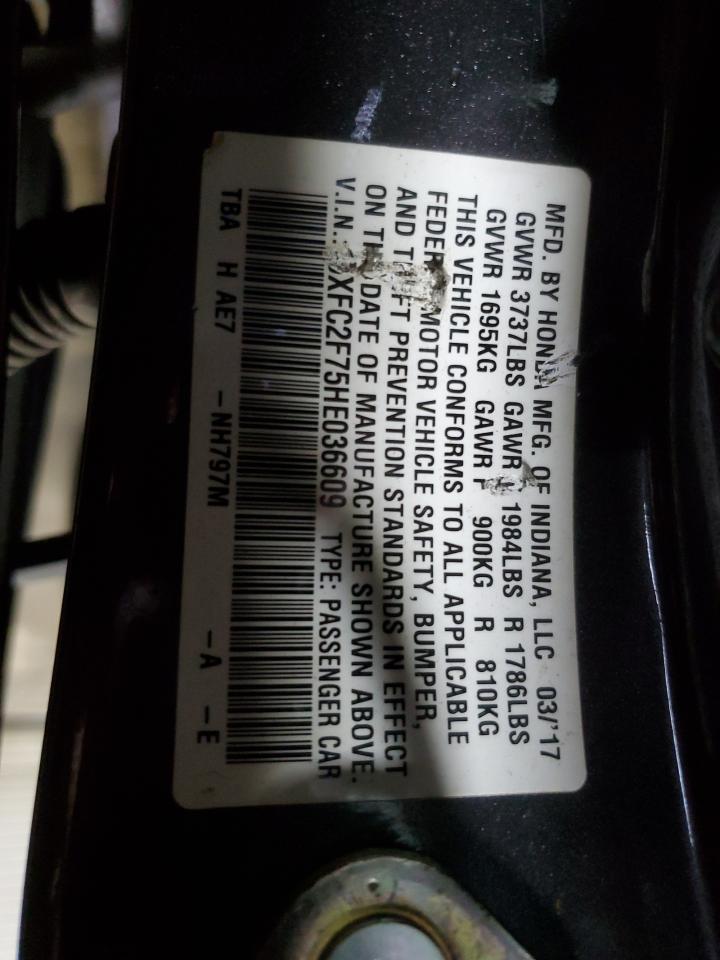 MFD. BY HONDA MFG. OF INDIANA, LLC 03/'17
GVWR 3737LBS GAWR 1984LBS R 1786LBS
GVWR 1695KG GAWR F 900KG R 810KG
THIS VEHICLE CONFORMS TO ALL APPLICABLE
FEDERAL MOTOR VEHICLE SAFETY, BUMPER,
AND THEFT PREVENTION STANDARDS IN EFFECT
ON THE DATE OF MANUFACTURE SHOWN ABOVE.
V.I.N. XFC2F75HE036609 TYPE: PASSENGER CAR
TBA H AE7 -NH797M -A -E